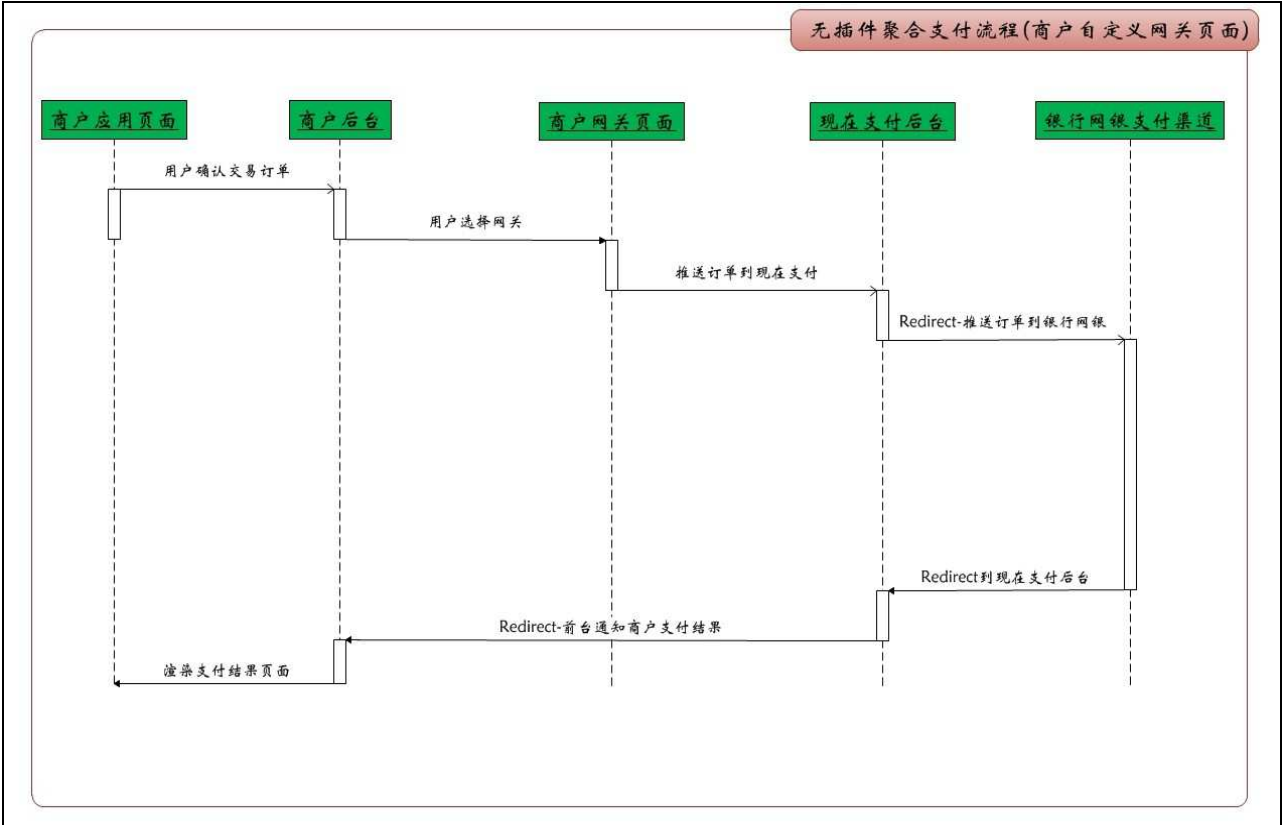 无插件聚合支付流程(商户自定义网关页面)
商户应用页面
商户后台
商户网关页面
现在支付后台
银行网银支付渠道
用户确认交易订单
用户选择网关
推送订单到现在支付
Redirect-推送订单到银行网银
Redirect到现在支付后台
Redirect-前台通知商户支付结果
渲染支付结果页面